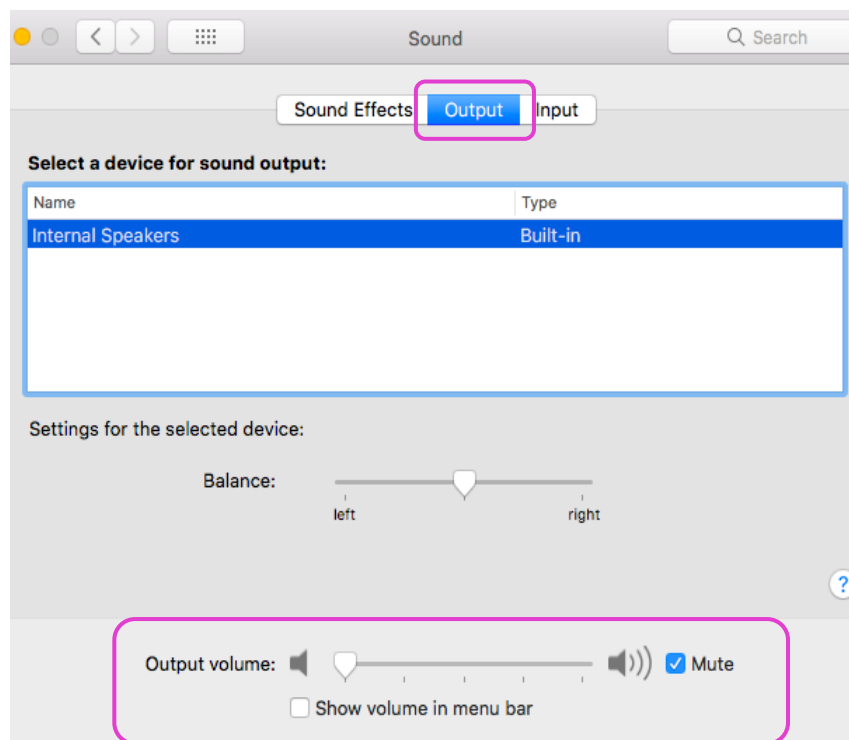 Sound
Search
Sound Effects Output Input
Select a device for sound output:
Name Type
Internal Speakers Built-in
Settings for the selected device:
Balance:
left right
?
Output volume: Mute
Show volume in menu bar